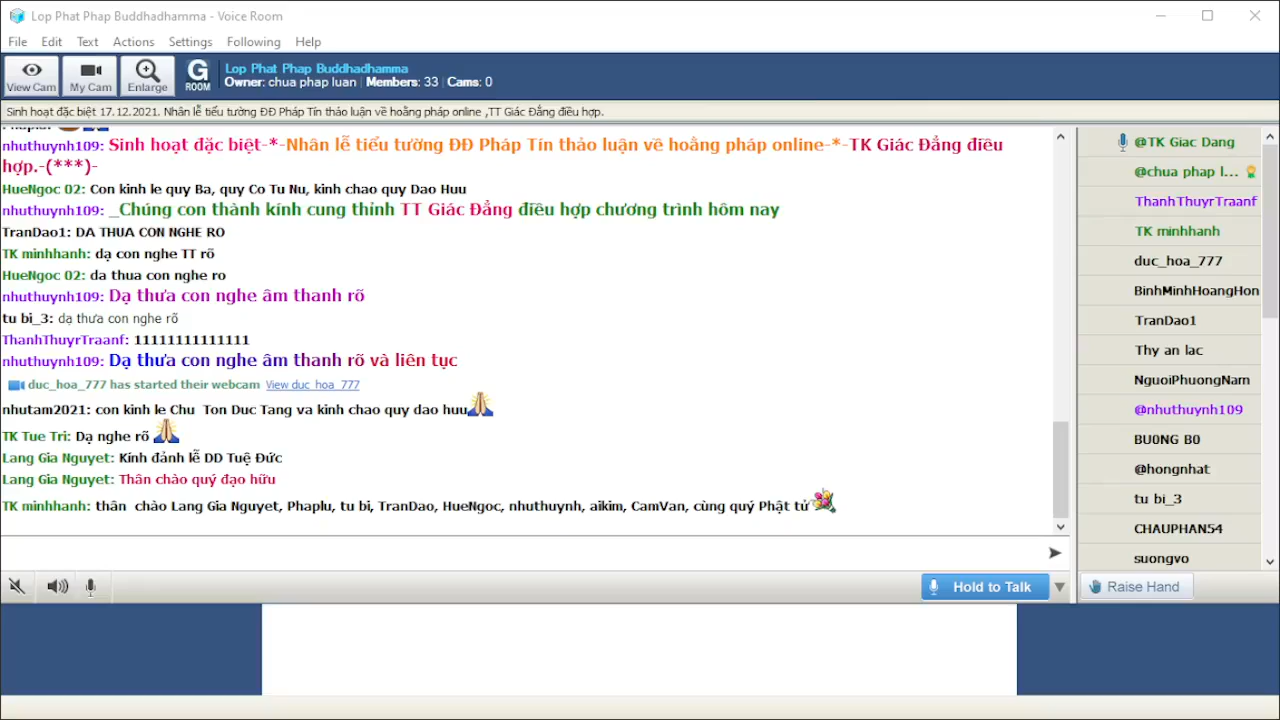 Lop Phat Phap Buddhadhamma - Voice Room
File Edit Text Actions Settings Following Help
View Cam My Cam Enlarge G ROOM
Lop Phat Phap Buddhadhamma
Owner: chua phap luan | Members: 33 | Cams: 0
Sinh hoạt đặc biệt 17.12.2021. Nhân lễ tiểu tường ĐĐ Pháp Tín thảo luận về hoằng pháp online ,TT Giác Đẳng điều hợp.
nhuthuynh109: Sinh hoạt đặc biệt-*-Nhân lễ tiểu tường ĐĐ Pháp Tín thảo luận về hoằng pháp online-*-TK Giác Đẳng điều
hợp.-(***)-
HueNgoc 02: Con kinh le quy Ba, quy Co Tu Nu, kinh chao quy Dao Huu
nhuthuynh109: _Chúng con thành kính cung thỉnh TT Giác Đẳng điều hợp chương trình hôm nay
TranDao1: DA THUA CON NGHE RO
TK minhhanh: dạ con nghe TT rõ
HueNgoc 02: da thua con nghe ro
nhuthuynh109: Dạ thưa con nghe âm thanh rõ
tu bi_3: dạ thưa con nghe rõ
ThanhThuyrTraanf: 11111111111111
nhuthuynh109: Dạ thưa con nghe âm thanh rõ và liên tục
duc_hoa_777 has started their webcam View duc_hoa_777
nhutam2021: con kinh le Chu Ton Duc Tang va kinh chao quy dao huu
TK Tue Tri: Dạ nghe rõ
Lang Gia Nguyet: Kính đảnh lễ DD Tuệ Đức
Lang Gia Nguyet: Thân chào quý đạo hữu
TK minhhanh: thân chào Lang Gia Nguyet, Phaplu, tu bi, TranDao, HueNgoc, nhuthuynh, aikim, CamVan, cùng quý Phật tử
Hold to Talk
@TK Giac Dang
@chua phap l...
ThanhThuyrTraanf
TK minhhanh
duc_hoa_777
BinhMinhHoangHon
TranDao1
Thy an lac
NguoiPhuongNam
@nhuthuynh109
BU0NG B0
@hongnhat
tu bi_3
CHAUPHAN54
suongvo
Raise Hand